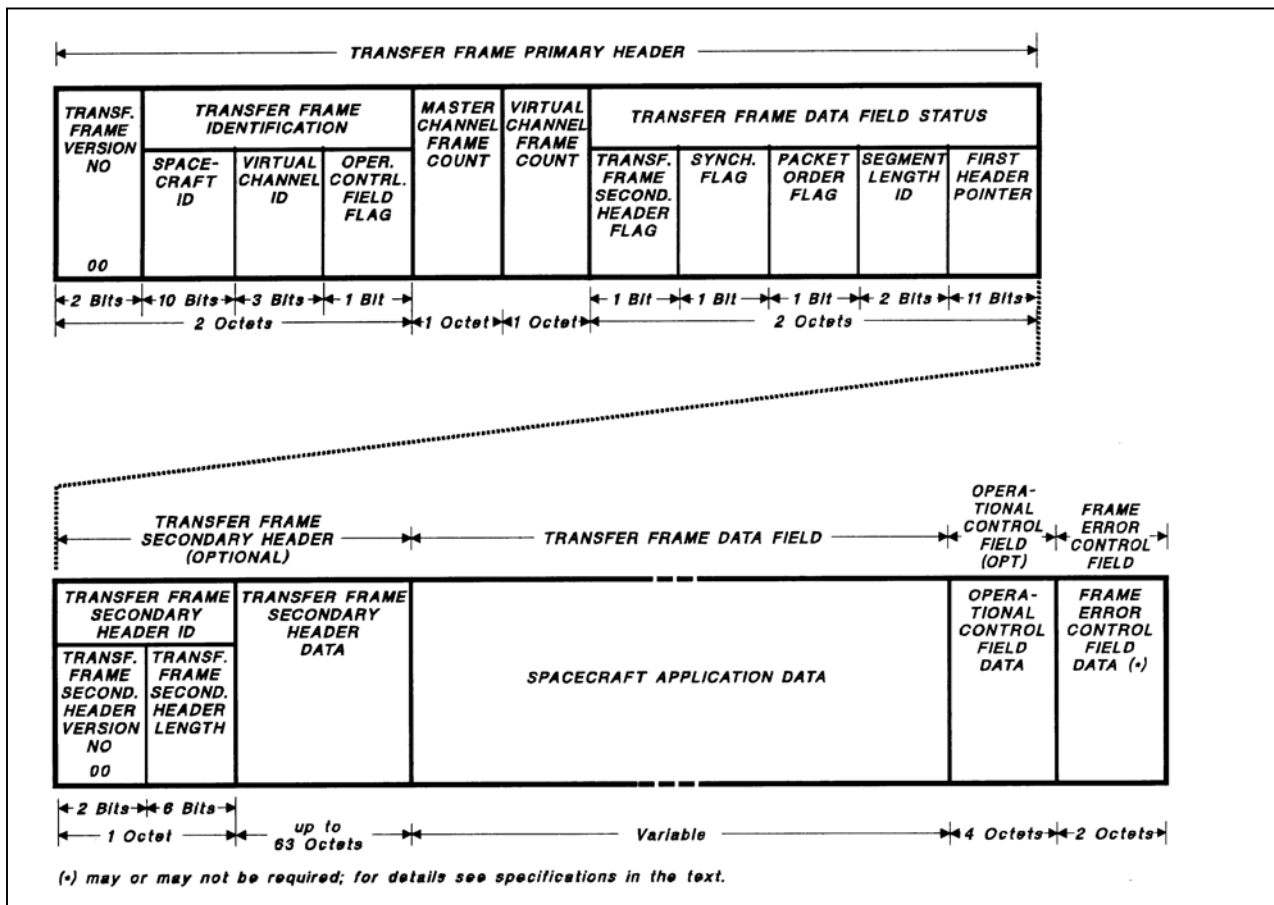 TRANSFER FRAME PRIMARY HEADER
TRANSF.
FRAME
VERSION
NO
00
TRANSFER FRAME
IDENTIFICATION
SPACE-
CRAFT
ID
VIRTUAL
CHANNEL
ID
OPER.
CONTRL.
FIELD
FLAG
MASTER
CHANNEL
FRAME
COUNT
VIRTUAL
CHANNEL
FRAME
COUNT
TRANSFER FRAME DATA FIELD STATUS
TRANSF.
FRAME
SECOND.
HEADER
FLAG
SYNCH.
FLAG
PACKET
ORDER
FLAG
SEGMENT
LENGTH
ID
FIRST
HEADER
POINTER
2 Bits
10 Bits
3 Bits
1 Bit
1 Bit
1 Bit
1 Bit
2 Bits
11 Bits
2 Octets
1 Octet
1 Octet
2 Octets
TRANSFER FRAME
SECONDARY HEADER
(OPTIONAL)
TRANSFER FRAME DATA FIELD
OPERA-
TIONAL
CONTROL
FIELD
(OPT)
FRAME
ERROR
CONTROL
FIELD
TRANSFER FRAME
SECONDARY
HEADER ID
TRANSF.
FRAME
SECOND.
HEADER
VERSION
NO
00
TRANSF.
FRAME
SECOND.
HEADER
LENGTH
TRANSFER FRAME
SECONDARY
HEADER
DATA
SPACECRAFT APPLICATION DATA
OPERA-
TIONAL
CONTROL
FIELD
DATA
FRAME
ERROR
CONTROL
FIELD
DATA (•)
2 Bits
6 Bits
1 Octet
up to
63 Octets
Variable
4 Octets
2 Octets
(•) may or may not be required; for details see specifications in the text.